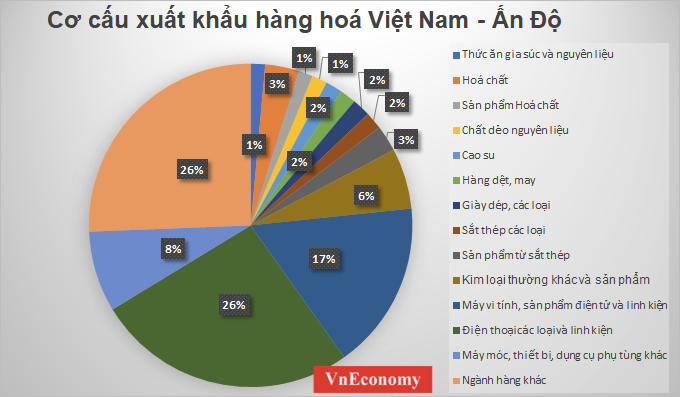 Cơ cấu xuất khẩu hàng hoá Việt Nam - Ấn Độ
1%
3%
1%
1%
2%
2%
2%
2%
3%
6%
17%
26%
8%
26%
Thức ăn gia súc và nguyên liệu
Hoá chất
Sản phẩm Hoá chất
Chất dẻo nguyên liệu
Cao su
Hàng dệt, may
Giày dép, các loại
Sắt thép các loại
Sản phẩm từ sắt thép
Kim loại thường khác và sản phẩm
Máy vi tính, sản phẩm điện tử và linh kiện
Điện thoại các loại và linh kiện
Máy móc, thiết bị, dụng cụ phụ tùng khác
Ngành hàng khác
VnEconomy